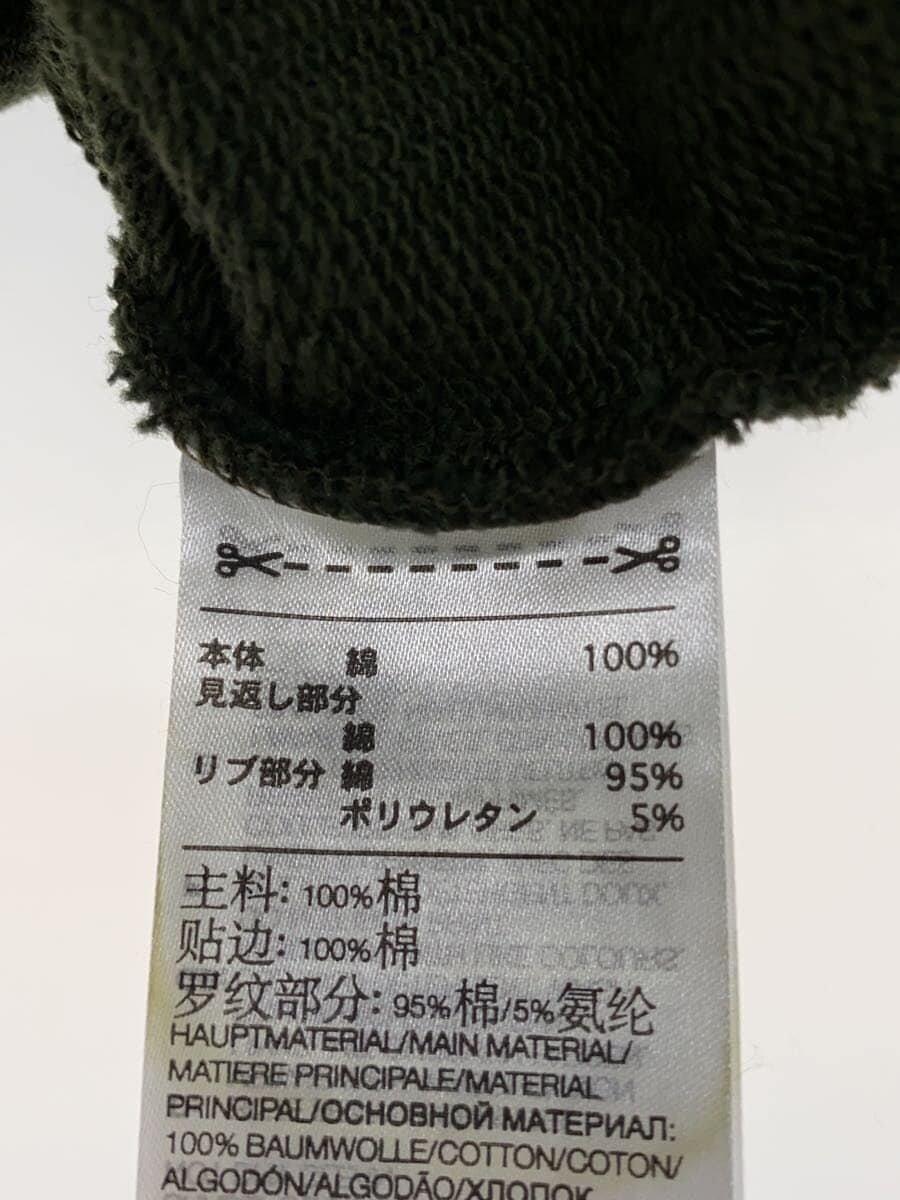 本体 綿 100%
見返し部分
綿 100%
リブ部分 綿 95%
ポリウレタン 5%
主料: 100%棉
贴边: 100%棉
罗纹部分: 95%棉/5%氨纶
HAUPTMATERIAL/MAIN MATERIAL/
MATIERE PRINCIPALE/MATERIAL
PRINCIPAL/ОСНОВНОЙ МАТЕРИАЛ:
100% BAUMWOLLE/COTTON/COTON/
ALGODÓN/ALGODÃO/ХЛОПОК